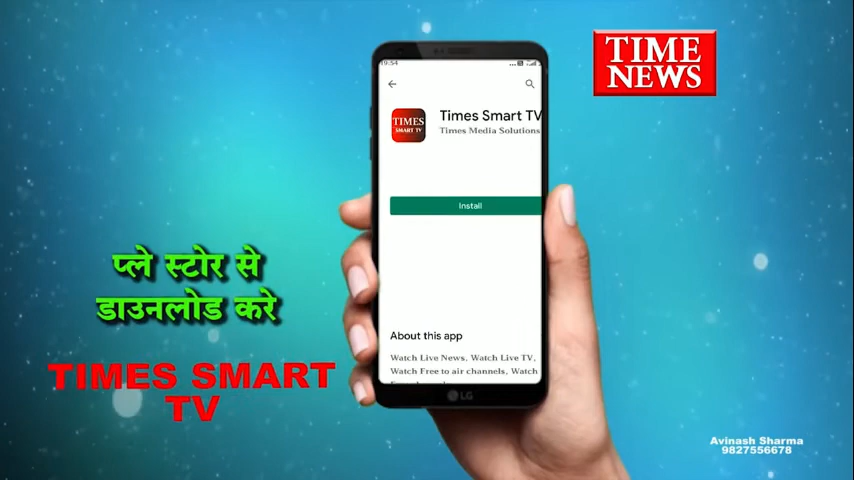 TIME
NEWS
19:54
TIMES
SMART TV
Times Smart TV
Times Media Solutions
Install
प्ले स्टोर से
डाउनलोड करे
TIMES SMART
TV
About this app
Watch Live News, Watch Live TV,
Watch Free to air channels, Watch
LG
Avinash Sharma
9827556678